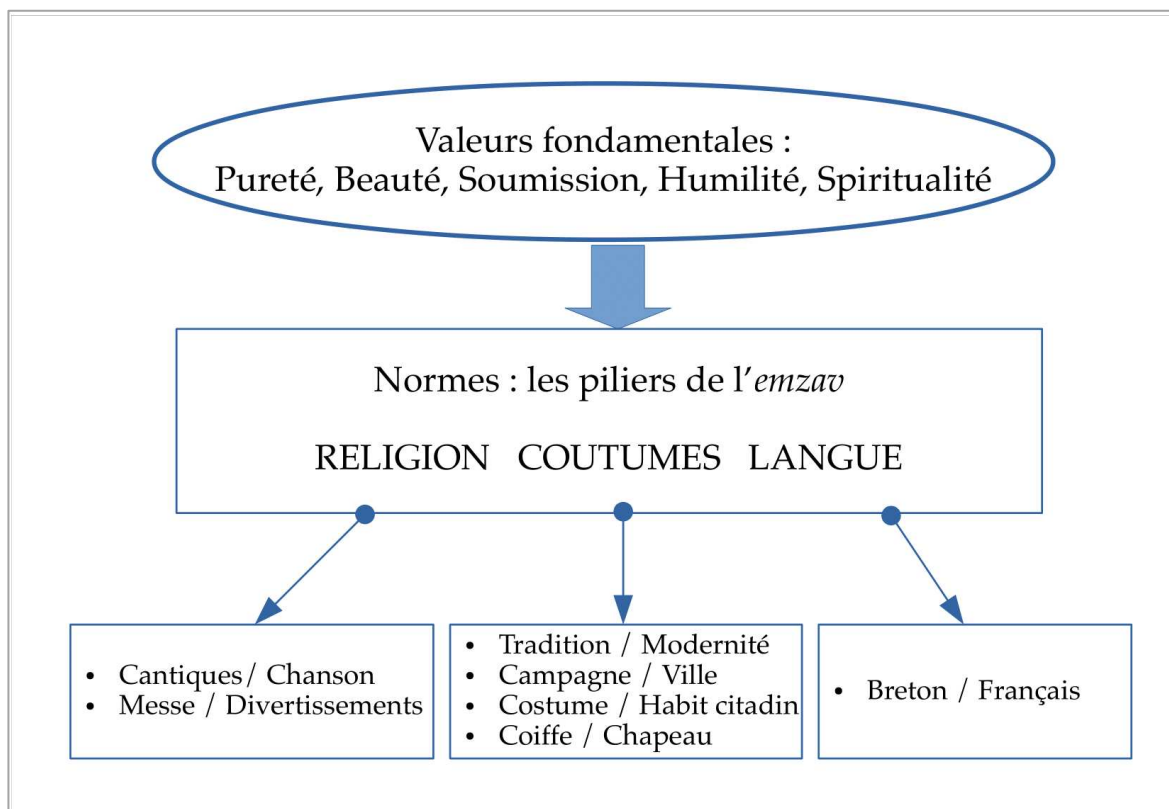 Valeurs fondamentales :
Pureté, Beauté, Soumission, Humilité, Spiritualité
Normes : les piliers de l’emzav
RELIGION COUTUMES LANGUE
• Cantiques/ Chanson
• Messe / Divertissements
• Tradition / Modernité
• Campagne / Ville
• Costume / Habit citadin
• Coiffe / Chapeau
• Breton / Français